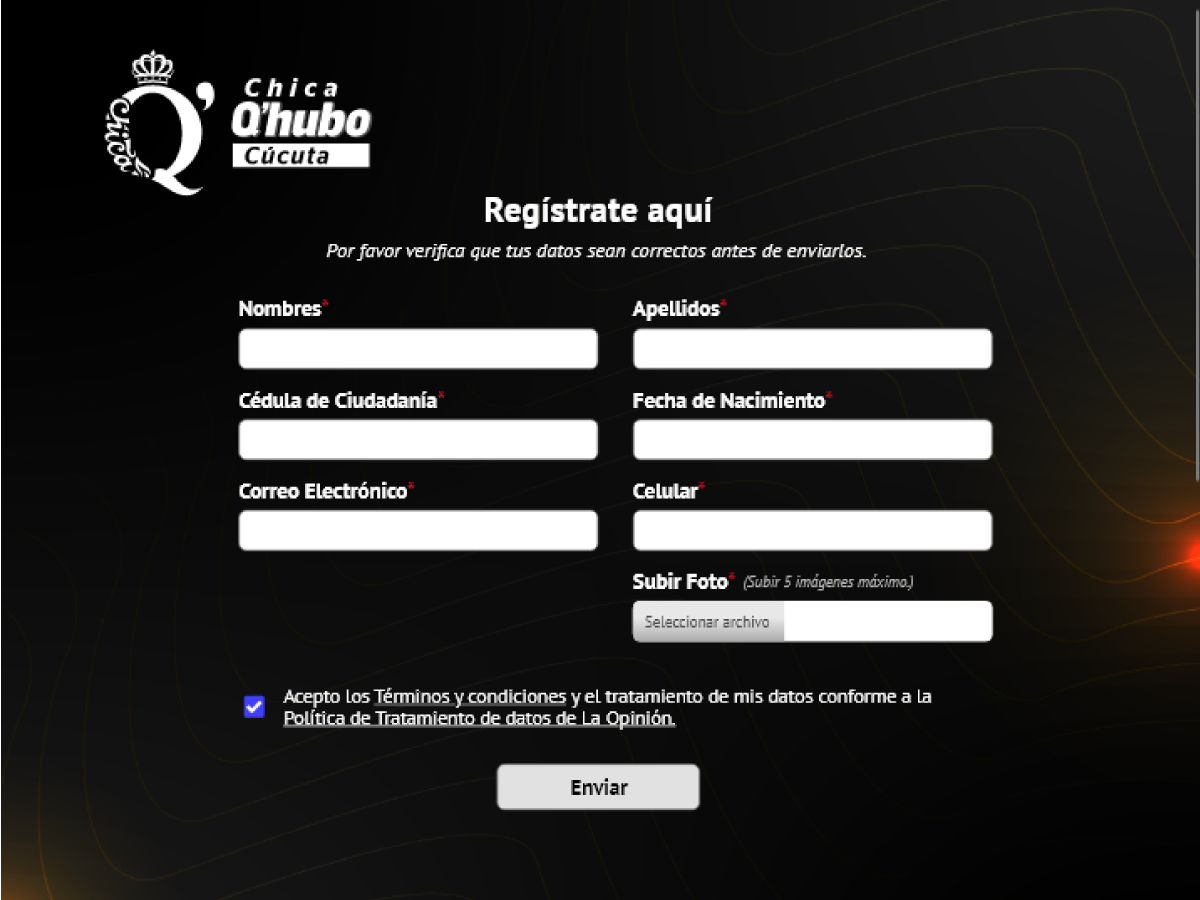 Chicas
Q'
Chica
Q'hubo
Cúcuta
Regístrate aquí
Por favor verifica que tus datos sean correctos antes de enviarlos.
Nombres*
Apellidos*
Cédula de Ciudadanía*
Fecha de Nacimiento*
Correo Electrónico*
Celular*
Subir Foto* (Subir 5 imágenes máximo.)
Seleccionar archivo
Acepto los Términos y condiciones y el tratamiento de mis datos conforme a la
Política de Tratamiento de datos de La Opinión.
Enviar